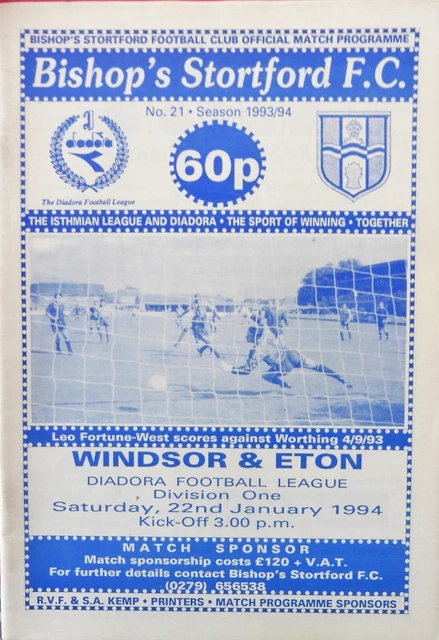 BISHOP'S STORTFORD FOOTBALL CLUB OFFICIAL MATCH PROGRAMME
Bishop's Stortford F.C.
No. 21 • Season 1993/94
diadora
60p
The Diadora Football League
THE ISTHMIAN LEAGUE AND DIADORA • THE SPORT OF WINNING • TOGETHER
Leo Fortune-West scores against Worthing 4/9/93
WINDSOR & ETON
DIADORA FOOTBALL LEAGUE
Division One
Saturday, 22nd January 1994
Kick-Off 3.00 p.m.
MATCH SPONSOR
Match sponsorship costs £120 + V.A.T.
For further details contact Bishop's Stortford F.C.
(0279) 656538
R.V.F. & S.A. KEMP • PRINTERS • MATCH PROGRAMME SPONSORS